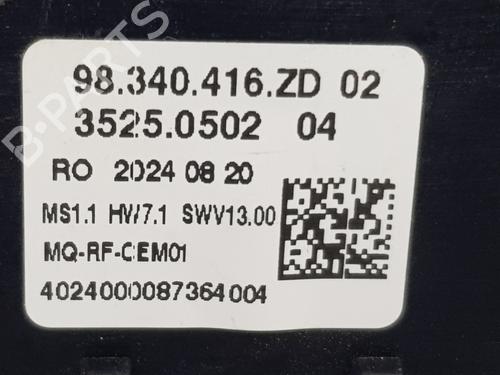 98.340.416.ZD 02
3525.0502 04
RO 2024 08 20
MS1.1 HW7.1 SWV13.00
MQ-RF-CEM01
4024000087364004
B-PARTS